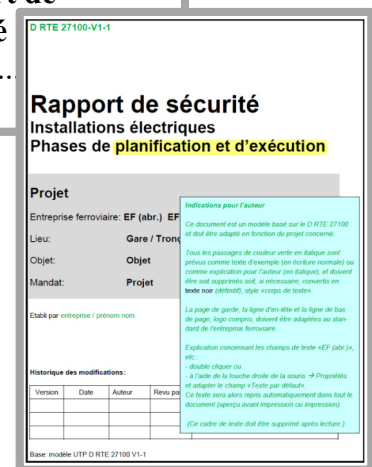 rt de
é
...
D RTE 27100-V1-1
Rapport de sécurité
Installations électriques
Phases de planification et d'exécution
Projet
Entreprise ferroviaire: EF (abr.) EF
Lieu: Gare / Tronç
Objet: Objet
Mandat: Projet
Etabli par entreprise / prénom nom
Indications pour l'auteur
Ce document est un modèle basé sur le D RTE 27100
et doit être adapté en fonction du projet concerné.
Tous les passages de couleur verte en italique sont
prévus comme texte d'exemple (en écriture normale) ou
comme explication pour l'auteur (en italique), et doivent
être soit supprimés soit, si nécessaire, convertis en
texte noir (définitif), style «corps de texte».
La page de garde, la ligne d'en-tête et la ligne de bas
de page, logo compris, doivent être adaptées au stan-
dard de l'entreprise ferroviaire.
Explication concernant les champs de texte «EF (abr.)»,
etc.:
- double cliquer ou
- à l'aide de la touche droite de la souris → Propriétés
et adapter le champ «Texte par défaut».
Ce texte sera alors repris automatiquement dans tout le
document (aperçu avant impression ou impression).
(Ce cadre de texte doit être supprimé après lecture.)
Historique des modifications:
Version Date Auteur Revu pa
Base: modèle UTP D RTE 27100 V1-1